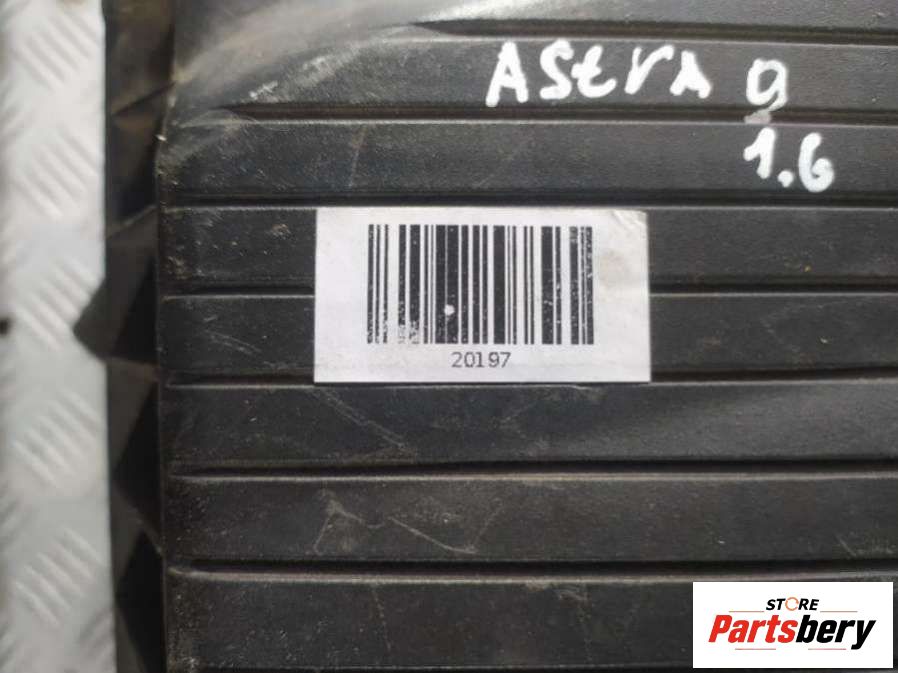 Astra g
1.6
20197
STORE
Partsbery